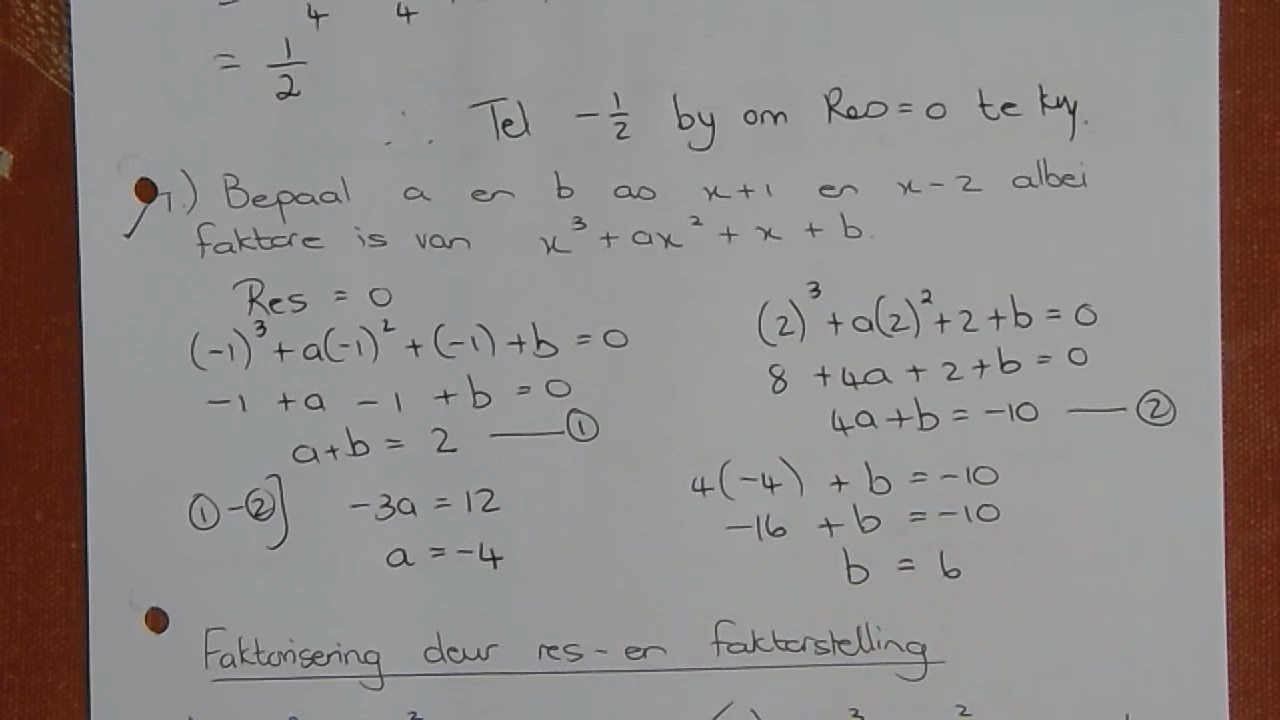 4 4
= 1/2
∴ Tel -1/2 by om Res = 0 te kry.
9.) Bepaal a en b as x+1 en x-2 albei
faktore is van x³ + ax² + x + b.
Res = 0
(-1)³ + a(-1)² + (-1) + b = 0
-1 + a - 1 + b = 0
a+b = 2 — ①
①-②] -3a = 12
a = -4
(2)³ + a(2)² + 2 + b = 0
8 + 4a + 2 + b = 0
4a+b = -10 — ②
4(-4) + b = -10
-16 + b = -10
b = 6
Faktorisering deur res- en faktorstelling